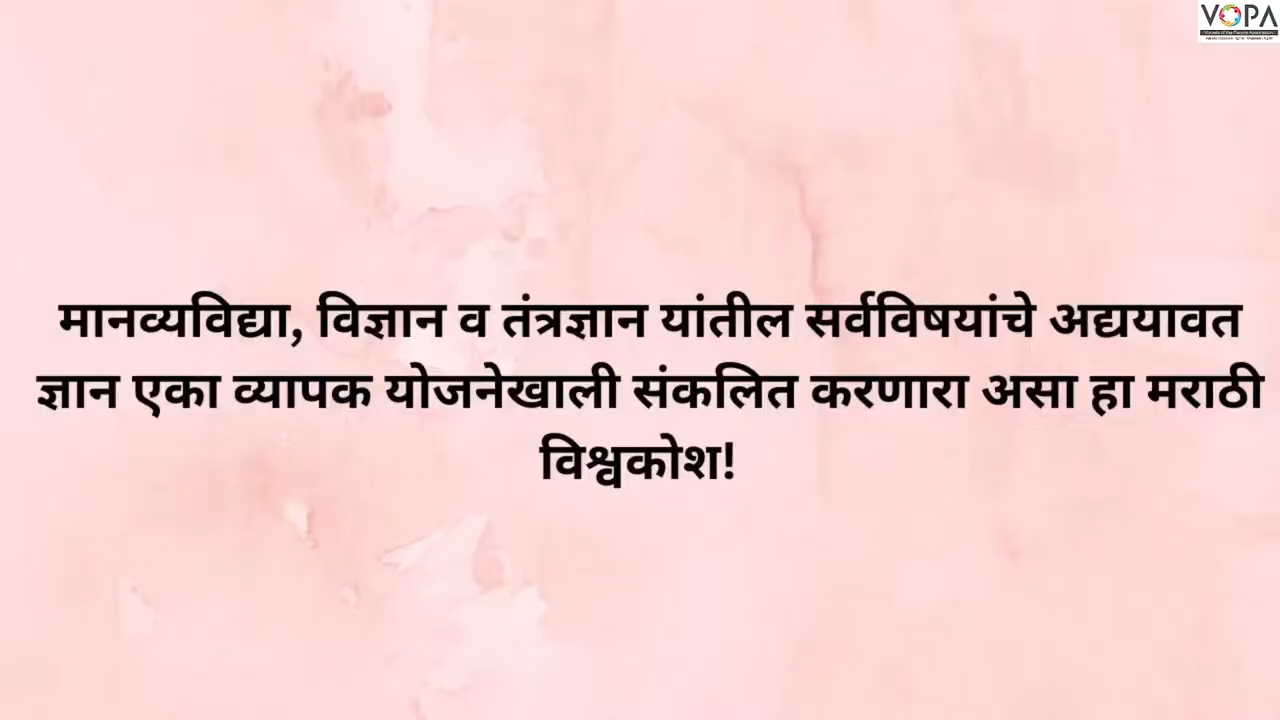 VOPA
मानव्यविद्या, विज्ञान व तंत्रज्ञान यांतील सर्वविषयांचे अद्ययावत
ज्ञान एका व्यापक योजनेखाली संकलित करणारा असा हा मराठी
विश्वकोश!